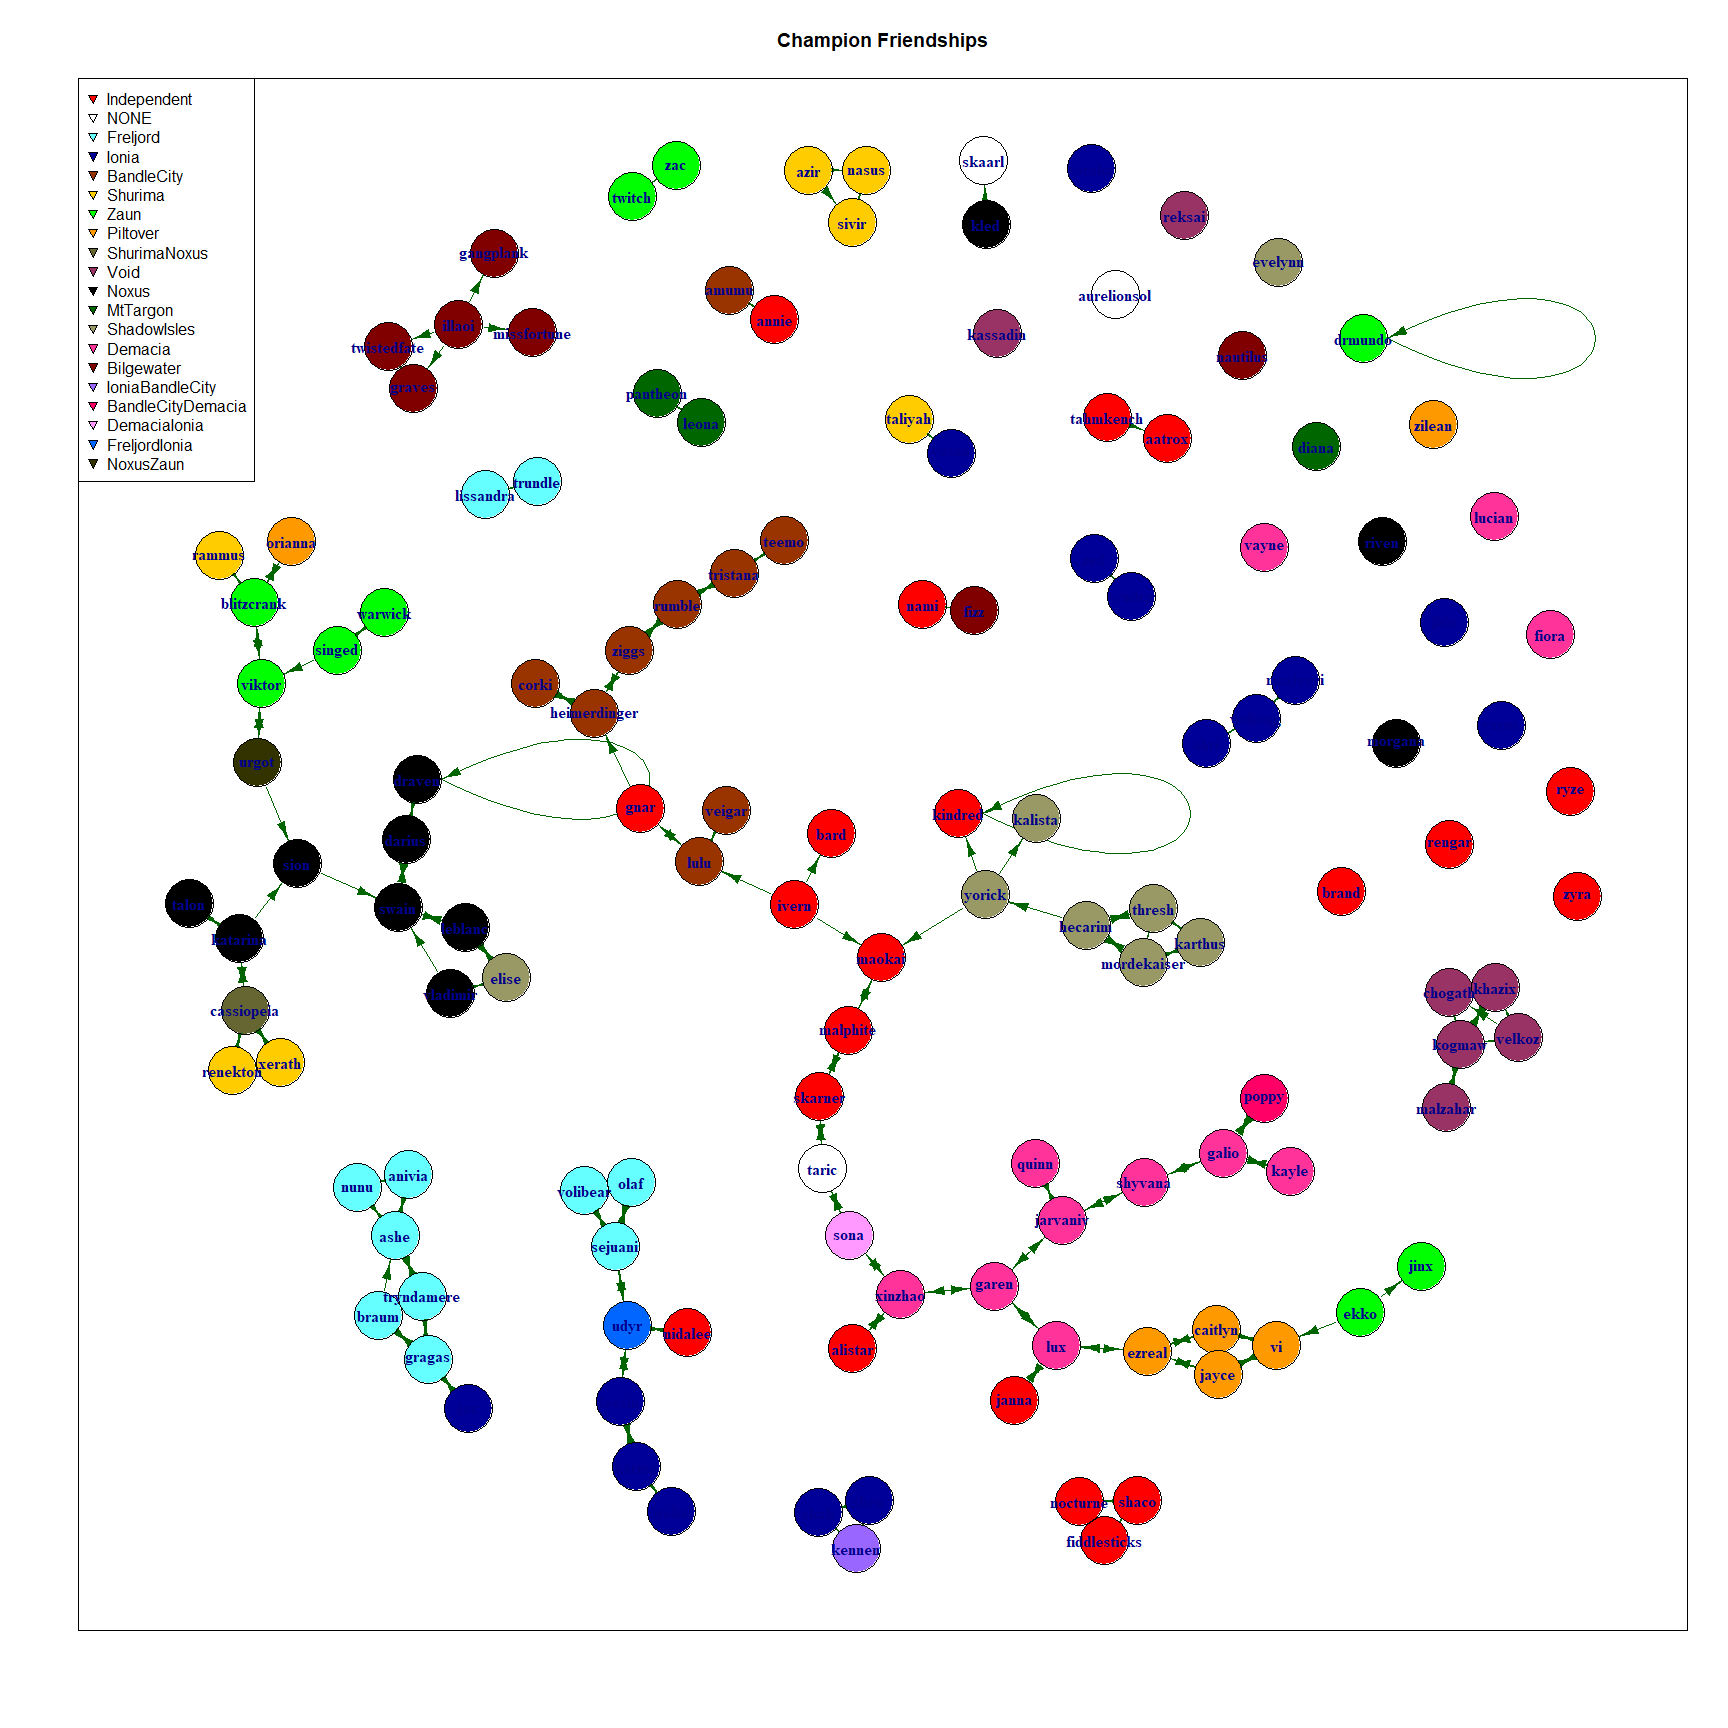 Champion Friendships
Independent
NONE
Freljord
Ionia
BandleCity
Shurima
Zaun
Piltover
ShurimaNoxus
Void
Noxus
MtTargon
ShadowIsles
Demacia
Bilgewater
IoniaBandleCity
BandleCityDemacia
DemaciaIonia
FreljordIonia
NoxusZaun
zac
twitch
azir
nasus
sivir
skaarl
kled
reksai
evelynn
gangplank
illaoi
missfortune
twistedfate
graves
amumu
annie
aurelionsol
kassadin
nautilus
drmundo
pantheon
leona
taliyah
tahmkench
aatrox
diana
zilean
lissandra
trundle
lucian
rammus
orianna
teemo
tristana
vayne
riven
blitzcrank
warwick
rumble
nami
fizz
singed
ziggs
fiora
viktor
corki
heimerdinger
urgot
draven
morgana
gnar
veigar
bard
kindred
kalista
ryze
darius
lulu
rengar
sion
talon
swain
ivern
yorick
thresh
brand
zyra
katarina
leblanc
hecarim
karthus
maokai
mordekaiser
elise
vladimir
chogath
khazix
cassiopeia
malphite
kogmaw
velkoz
renekton
xerath
skarner
poppy
malzahar
taric
quinn
galio
kayle
nunu
anivia
volibear
olaf
shyvana
jarvaniv
ashe
sejuani
sona
jinx
tryndamere
xinzhao
garen
braum
udyr
nidalee
ekko
caitlyn
gragas
alistar
lux
ezreal
vi
jayce
janna
nocturne
shaco
kennen
fiddlesticks